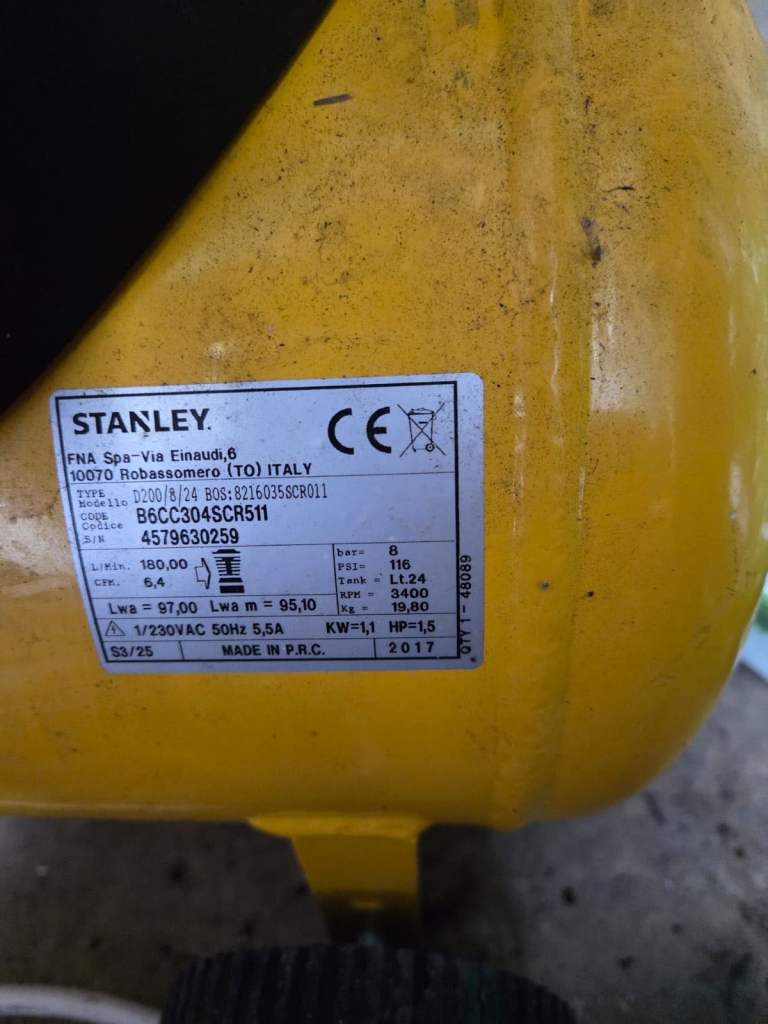 STANLEY.
CE
FNA Spa-Via Einaudi,6
10070 Robassomero (TO) ITALY
TYPE
Modello D200/8/24 BOS:8216035SCR011
CODE
Codice B6CC304SCR511
S/N 4579630259
L/Min. 180,00
CFM. 6,4
bar= 8
PSI= 116
Tank = Lt.24
RPM = 3400
Kg = 19,80
Lwa = 97,00 Lwa m = 95,10
1/230VAC 50Hz 5,5A KW=1,1 HP=1,5
S3/25 MADE IN P.R.C. 2017
QTY 1 - 48089